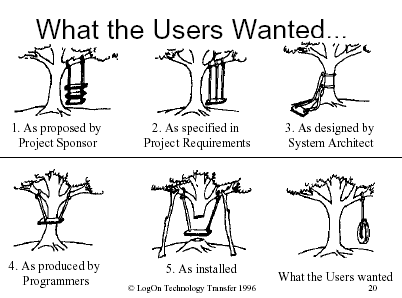 What the Users Wanted...
1. As proposed by
Project Sponsor
2. As specified in
Project Requirements
3. As designed by
System Architect
4. As produced by
Programmers
5. As installed
What the Users wanted
© LogOn Technology Transfer 1996
20